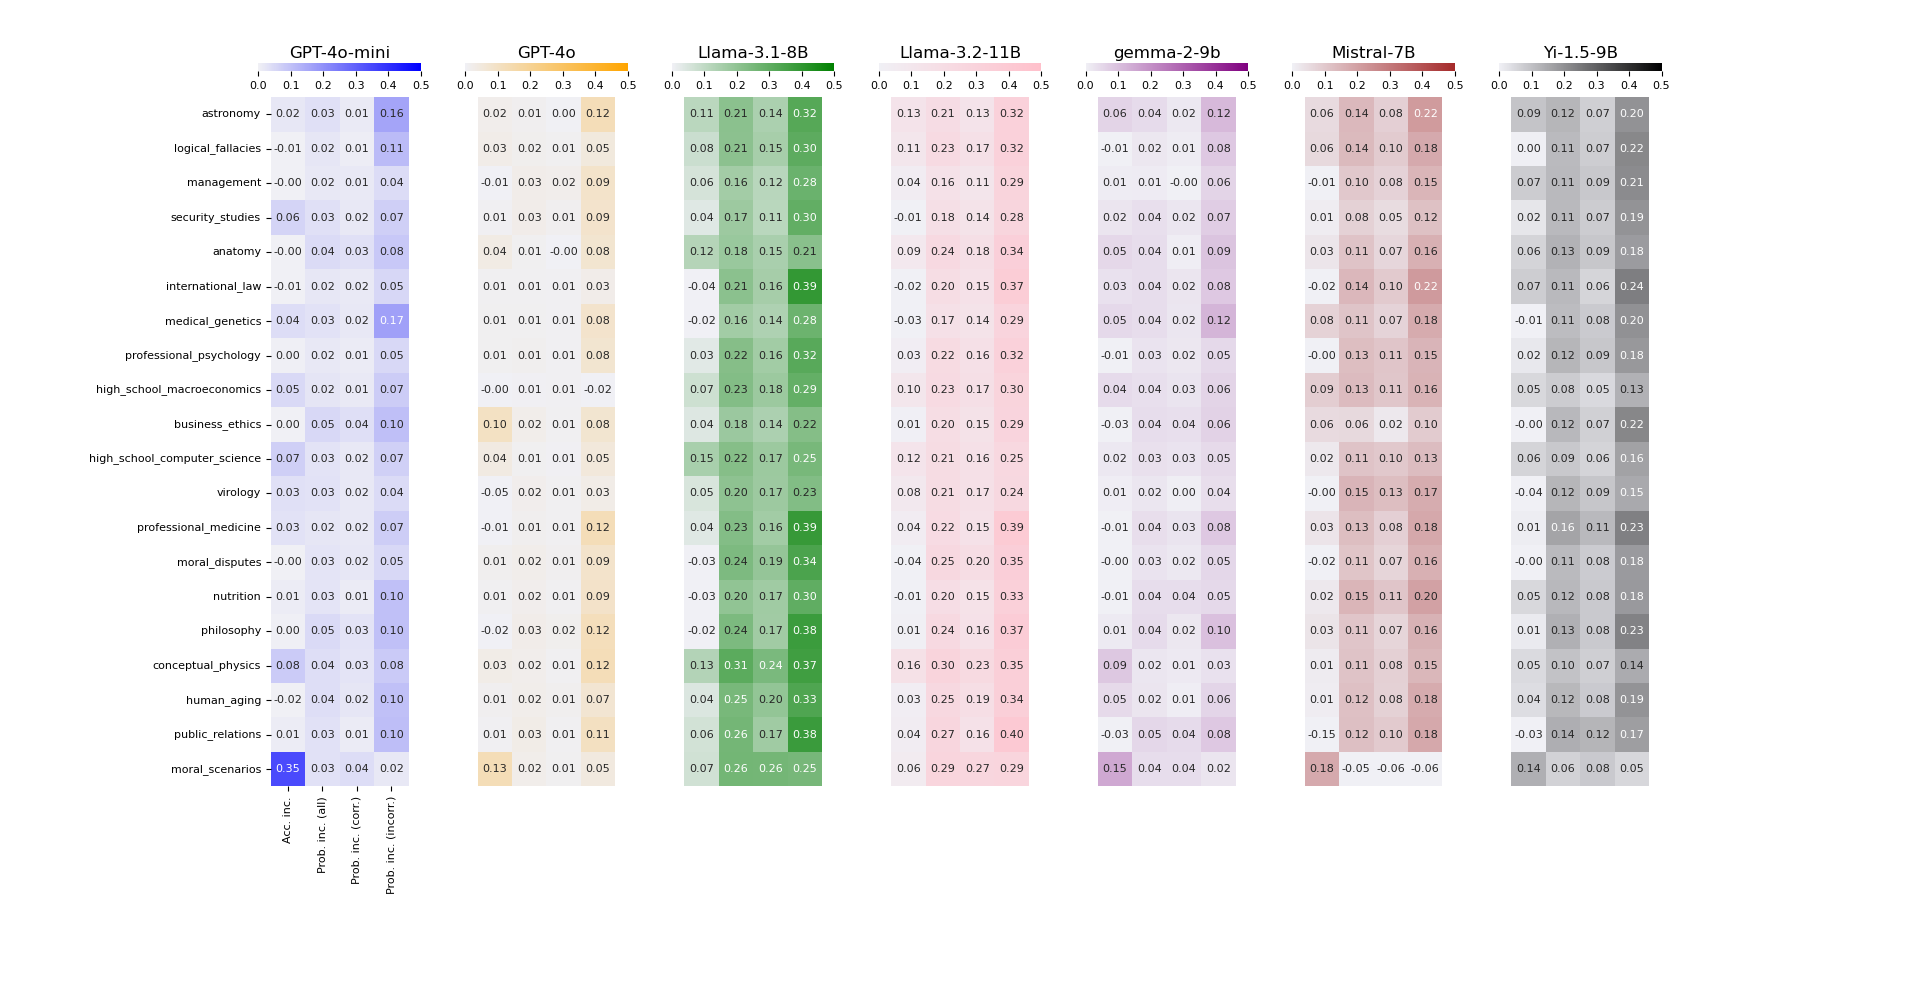 GPT-4o-mini GPT-4o Llama-3.1-8B Llama-3.2-11B gemma-2-9b Mistral-7B Yi-1.5-9B
0.0 0.1 0.2 0.3 0.4 0.5 0.0 0.1 0.2 0.3 0.4 0.5 0.0 0.1 0.2 0.3 0.4 0.5 0.0 0.1 0.2 0.3 0.4 0.5 0.0 0.1 0.2 0.3 0.4 0.5 0.0 0.1 0.2 0.3 0.4 0.5 0.0 0.1 0.2 0.3 0.4 0.5
astronomy 0.02 0.03 0.01 0.16 0.02 0.01 0.00 0.12 0.11 0.21 0.14 0.32 0.13 0.21 0.13 0.32 0.06 0.04 0.02 0.12 0.06 0.14 0.08 0.22 0.09 0.12 0.07 0.20
logical_fallacies -0.01 0.02 0.01 0.11 0.03 0.02 0.01 0.05 0.08 0.21 0.15 0.30 0.11 0.23 0.17 0.32 -0.01 0.02 0.01 0.08 0.06 0.14 0.10 0.18 0.00 0.11 0.07 0.22
management -0.00 0.02 0.01 0.04 -0.01 0.03 0.02 0.09 0.06 0.16 0.12 0.28 0.04 0.16 0.11 0.29 0.01 0.01 -0.00 0.06 -0.01 0.10 0.08 0.15 0.07 0.11 0.09 0.21
security_studies 0.06 0.03 0.02 0.07 0.01 0.03 0.01 0.09 0.04 0.17 0.11 0.30 -0.01 0.18 0.14 0.28 0.02 0.04 0.02 0.07 0.01 0.08 0.05 0.12 0.02 0.11 0.07 0.19
anatomy -0.00 0.04 0.03 0.08 0.04 0.01 -0.00 0.08 0.12 0.18 0.15 0.21 0.09 0.24 0.18 0.34 0.05 0.04 0.01 0.09 0.03 0.11 0.07 0.16 0.06 0.13 0.09 0.18
international_law -0.01 0.02 0.02 0.05 0.01 0.01 0.01 0.03 -0.04 0.21 0.16 0.39 -0.02 0.20 0.15 0.37 0.03 0.04 0.02 0.08 -0.02 0.14 0.10 0.22 0.07 0.11 0.06 0.24
medical_genetics 0.04 0.03 0.02 0.17 0.01 0.01 0.01 0.08 -0.02 0.16 0.14 0.28 -0.03 0.17 0.14 0.29 0.05 0.04 0.02 0.12 0.08 0.11 0.07 0.18 -0.01 0.11 0.08 0.20
professional_psychology 0.00 0.02 0.01 0.05 0.01 0.01 0.01 0.08 0.03 0.22 0.16 0.32 0.03 0.22 0.16 0.32 -0.01 0.03 0.02 0.05 -0.00 0.13 0.11 0.15 0.02 0.12 0.09 0.18
high_school_macroeconomics 0.05 0.02 0.01 0.07 -0.00 0.01 0.01 -0.02 0.07 0.23 0.18 0.29 0.10 0.23 0.17 0.30 0.04 0.04 0.03 0.06 0.09 0.13 0.11 0.16 0.05 0.08 0.05 0.13
business_ethics 0.00 0.05 0.04 0.10 0.10 0.02 0.01 0.08 0.04 0.18 0.14 0.22 0.01 0.20 0.15 0.29 -0.03 0.04 0.04 0.06 0.06 0.06 0.02 0.10 -0.00 0.12 0.07 0.22
high_school_computer_science 0.07 0.03 0.02 0.07 0.04 0.01 0.01 0.05 0.15 0.22 0.17 0.25 0.12 0.21 0.16 0.25 0.02 0.03 0.03 0.05 0.02 0.11 0.10 0.13 0.06 0.09 0.06 0.16
virology 0.03 0.03 0.02 0.04 -0.05 0.02 0.01 0.03 0.05 0.20 0.17 0.23 0.08 0.21 0.17 0.24 0.01 0.02 0.00 0.04 -0.00 0.15 0.13 0.17 -0.04 0.12 0.09 0.15
professional_medicine 0.03 0.02 0.02 0.07 -0.01 0.01 0.01 0.12 0.04 0.23 0.16 0.39 0.04 0.22 0.15 0.39 -0.01 0.04 0.03 0.08 0.03 0.13 0.08 0.18 0.01 0.16 0.11 0.23
moral_disputes -0.00 0.03 0.02 0.05 0.01 0.02 0.01 0.09 -0.03 0.24 0.19 0.34 -0.04 0.25 0.20 0.35 -0.00 0.03 0.02 0.05 -0.02 0.11 0.07 0.16 -0.00 0.11 0.08 0.18
nutrition 0.01 0.03 0.01 0.10 0.01 0.02 0.01 0.09 -0.03 0.20 0.17 0.30 -0.01 0.20 0.15 0.33 -0.01 0.04 0.04 0.05 0.02 0.15 0.11 0.20 0.05 0.12 0.08 0.18
philosophy 0.00 0.05 0.03 0.10 -0.02 0.03 0.02 0.12 -0.02 0.24 0.17 0.38 0.01 0.24 0.16 0.37 0.01 0.04 0.02 0.10 0.03 0.11 0.07 0.16 0.01 0.13 0.08 0.23
conceptual_physics 0.08 0.04 0.03 0.08 0.03 0.02 0.01 0.12 0.13 0.31 0.24 0.37 0.16 0.30 0.23 0.35 0.09 0.02 0.01 0.03 0.01 0.11 0.08 0.15 0.05 0.10 0.07 0.14
human_aging -0.02 0.04 0.02 0.10 0.01 0.02 0.01 0.07 0.04 0.25 0.20 0.33 0.03 0.25 0.19 0.34 0.05 0.02 0.01 0.06 0.01 0.12 0.08 0.18 0.04 0.12 0.08 0.19
public_relations 0.01 0.03 0.01 0.10 0.01 0.03 0.01 0.11 0.06 0.26 0.17 0.38 0.04 0.27 0.16 0.40 -0.03 0.05 0.04 0.08 -0.15 0.12 0.10 0.18 -0.03 0.14 0.12 0.17
moral_scenarios 0.35 0.03 0.04 0.02 0.13 0.02 0.01 0.05 0.07 0.26 0.26 0.25 0.06 0.29 0.27 0.29 0.15 0.04 0.04 0.02 0.18 -0.05 -0.06 -0.06 0.14 0.06 0.08 0.05
Acc. inc.
Prob. inc. (all)
Prob. inc. (corr.)
Prob. inc. (incorr.)